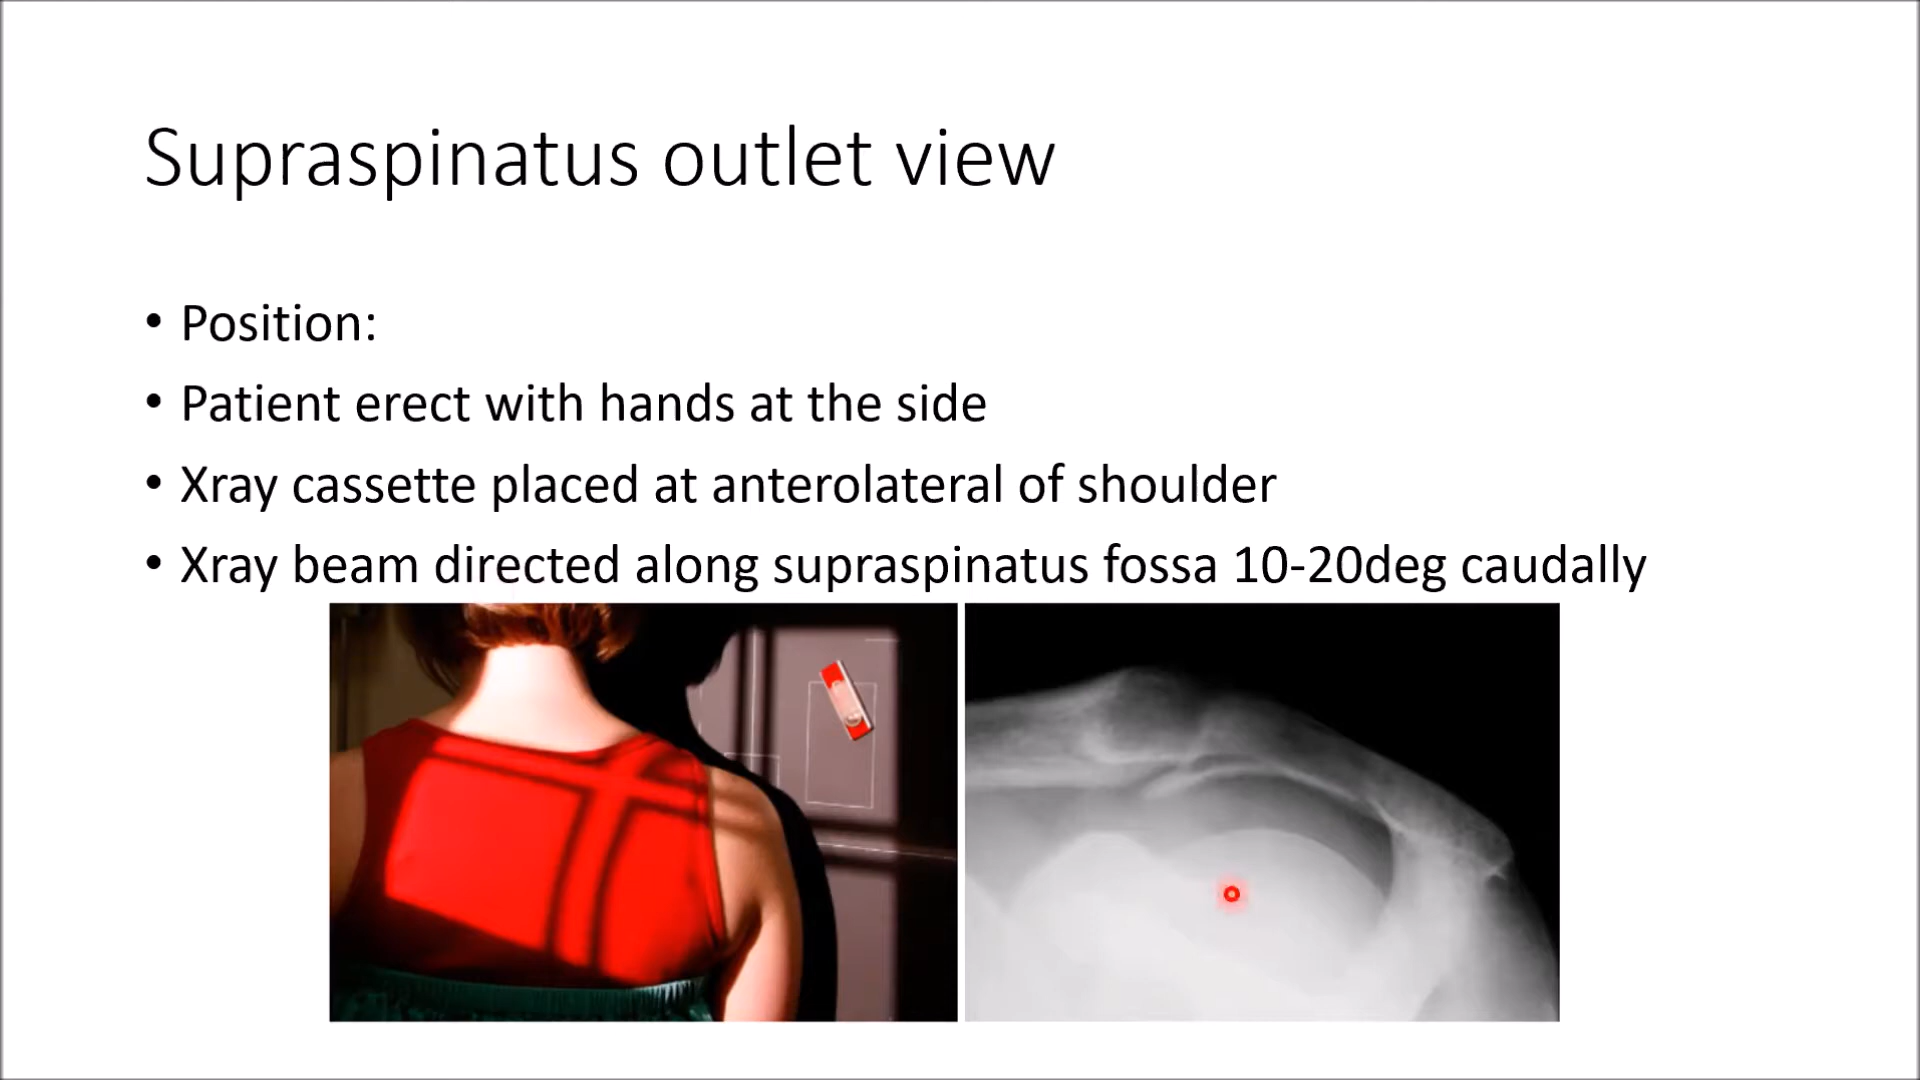 Supraspinatus outlet view
• Position:
• Patient erect with hands at the side
• Xray cassette placed at anterolateral of shoulder
• Xray beam directed along supraspinatus fossa 10-20deg caudally